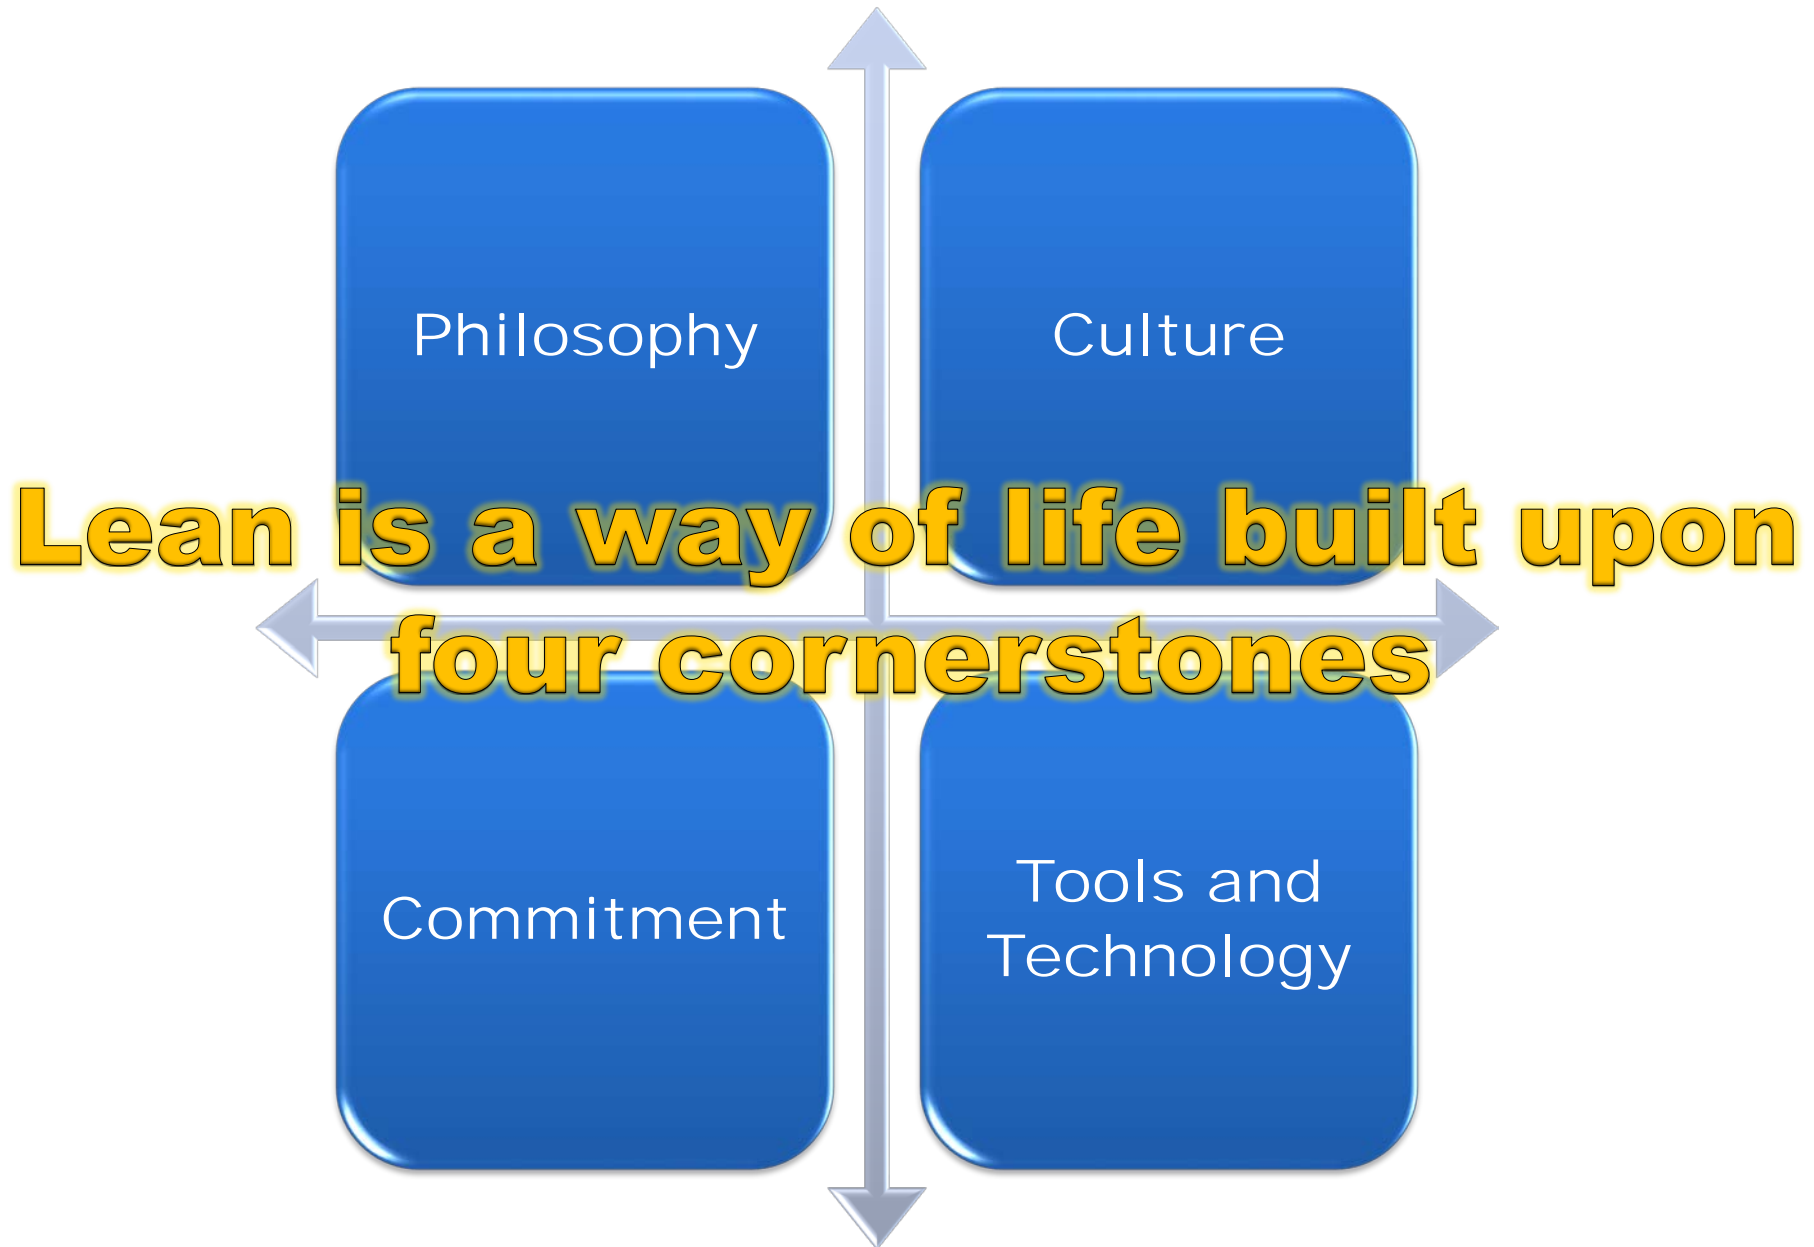 Philosophy
Culture
Lean is a way of life built upon
four cornerstones
Commitment
Tools and
Technology